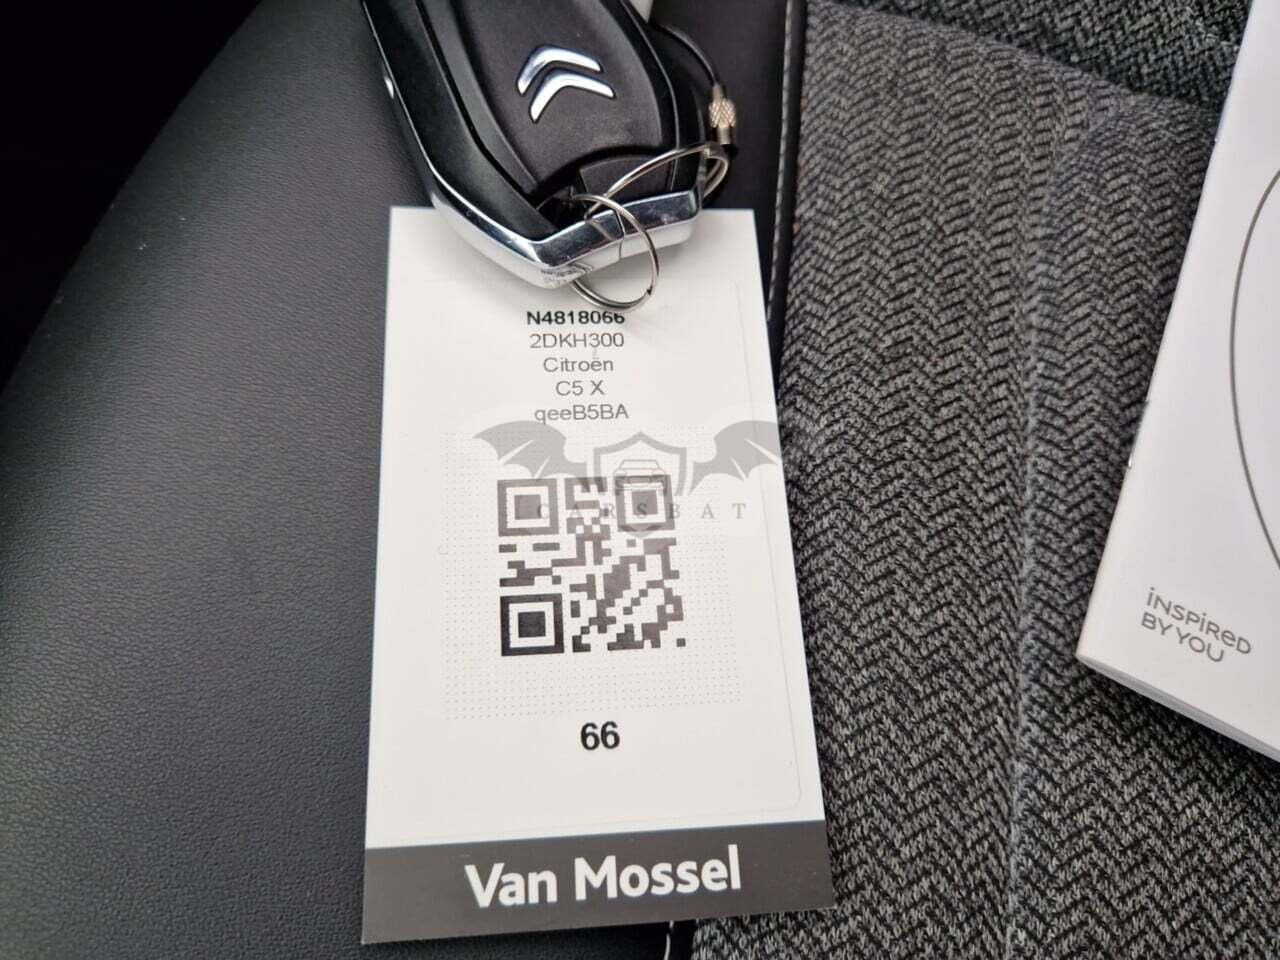 N4818066
2DKH300
Citroën
C5 X
qeeB5BA
CARSBAT
66
Van Mossel
iNSPiRED
BY YOU